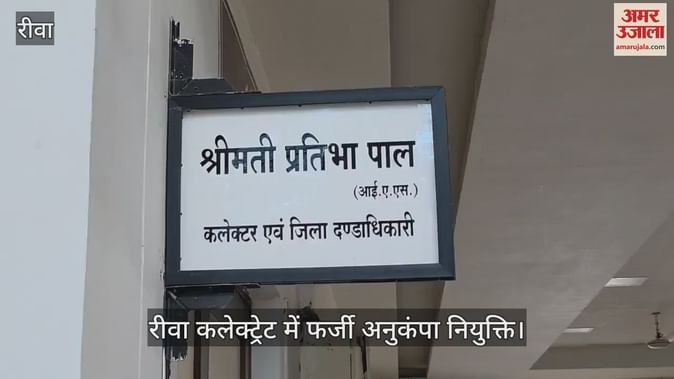 रीवा
अमर
उजाला
amarujala.com
श्रीमती प्रतिभा पाल
(आई.ए.एस.)
कलेक्टर एवं जिला दण्डाधिकारी
रीवा कलेक्ट्रेट में फर्जी अनुकंपा नियुक्ति।